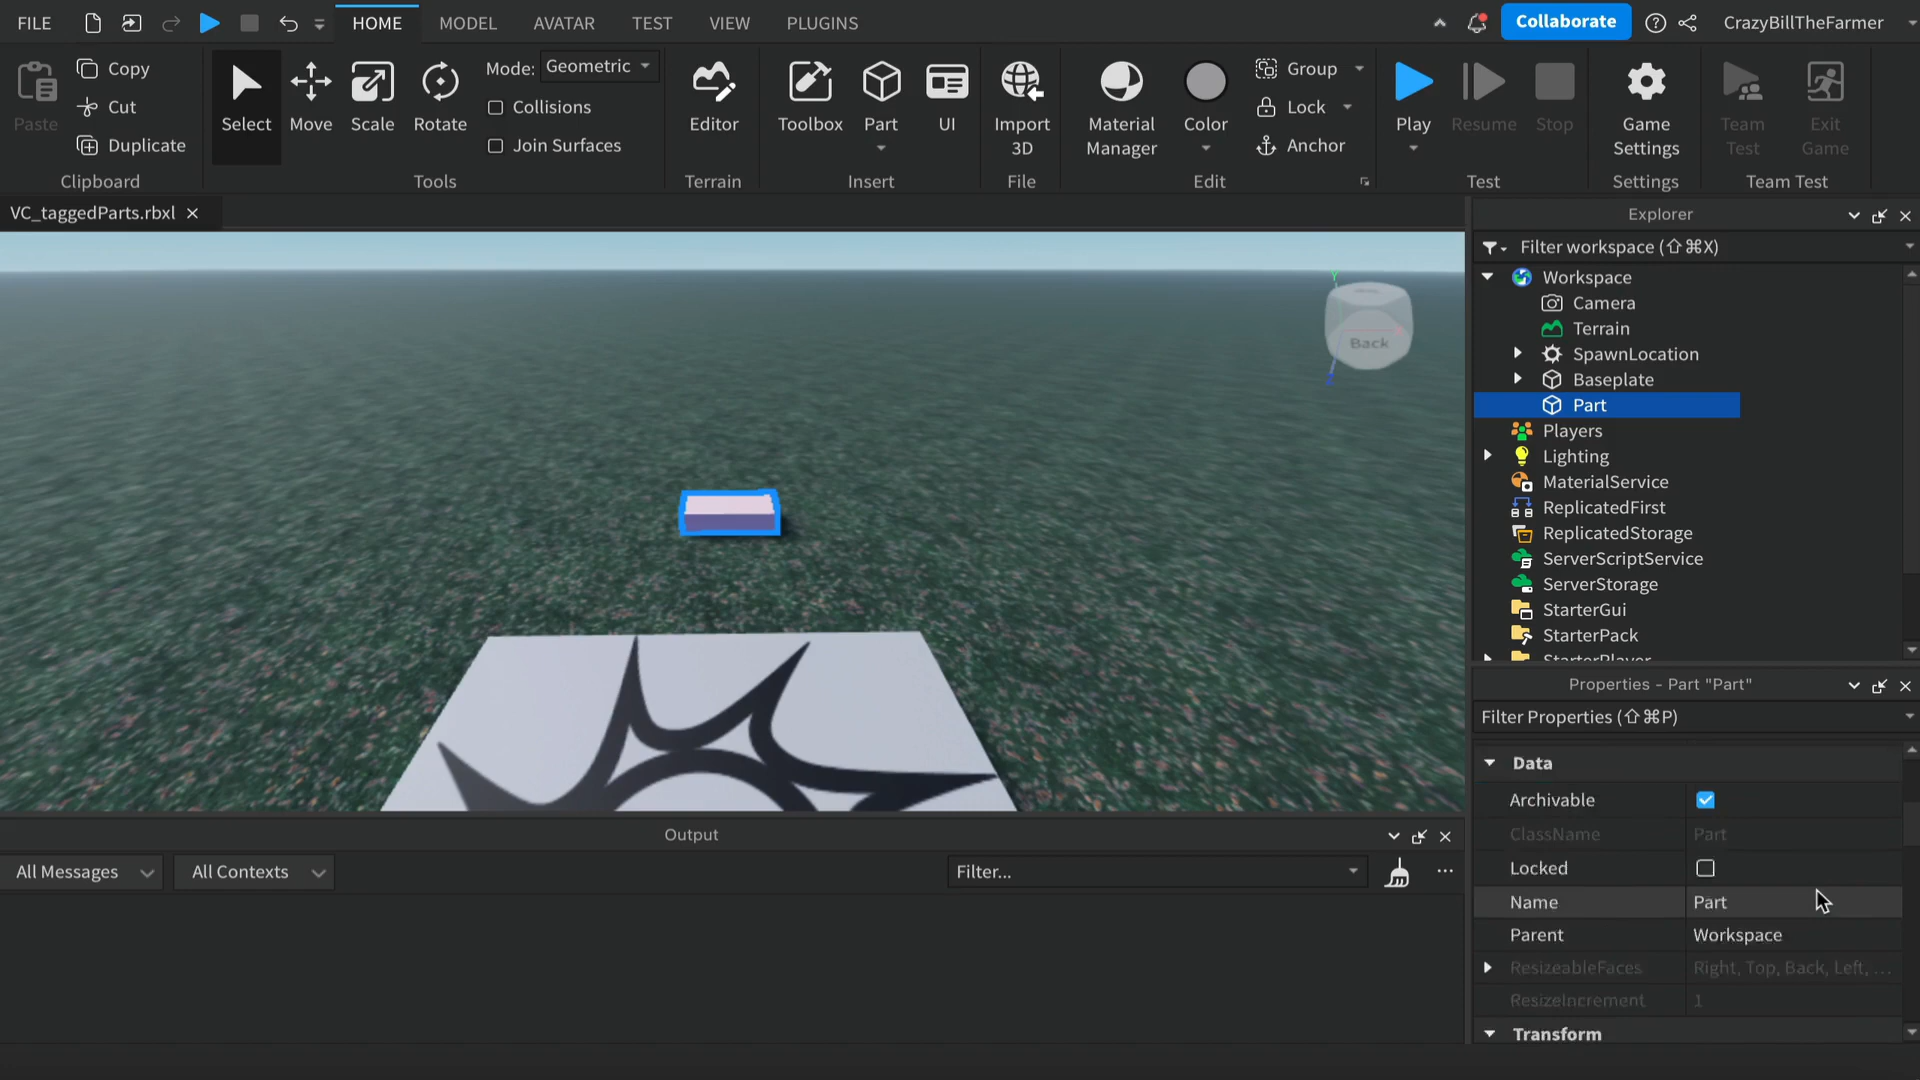 FILE HOME MODEL AVATAR TEST VIEW PLUGINS Collaborate CrazyBillTheFarmer
Paste Copy Cut Duplicate
Clipboard
Select Move Scale Rotate
Mode: Geometric
Collisions
Join Surfaces
Tools
Editor
Terrain
Toolbox Part UI
Insert
Import
3D
File
Material
Manager
Color
Group
Lock
Anchor
Edit
Play Resume Stop
Test
Game
Settings
Settings
Team
Test
Exit
Game
Team Test
VC_taggedParts.rbxl
Y
Back
Z
Explorer
Filter workspace (⇧⌘X)
Workspace
Camera
Terrain
SpawnLocation
Baseplate
Part
Players
Lighting
MaterialService
ReplicatedFirst
ReplicatedStorage
ServerScriptService
ServerStorage
StarterGui
StarterPack
StarterPlayer
Properties - Part "Part"
Filter Properties (⇧⌘P)
Data
Archivable
ClassName Part
Locked
Name Part
Parent Workspace
ResizeableFaces Right, Top, Back, Left, ...
ResizeIncrement 1
Transform
Output
All Messages All Contexts Filter...